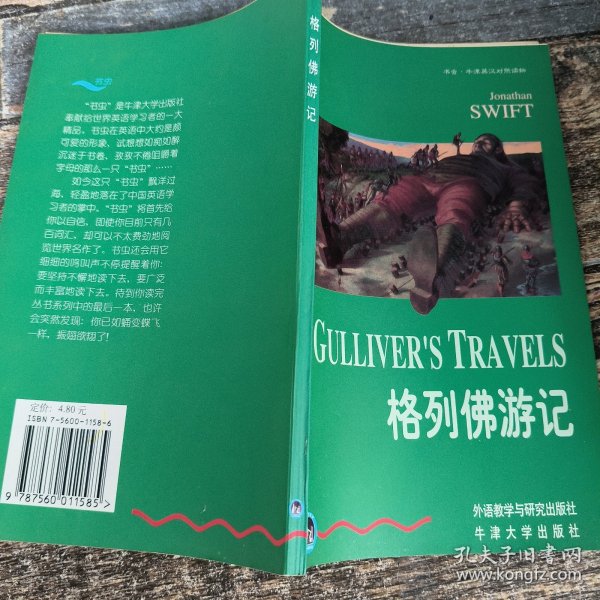 书虫
“书虫”是牛津大学出版社
奉献给世界英语学习者的一大
精品。书虫在英语中大约是颇
可爱的形象。试想想如痴如醉
沉迷于书卷、孜孜不倦咀嚼着
字母的那么一只“书虫”……
如今这只“书虫”飘洋过
海、轻盈地落在了中国英语学
习者的掌中。“书虫”将首先给
你以自信,即使你目前只有几
百词汇,却可以不太费劲地阅
览世界名作了。书虫还会用它
细细的鸣叫声不停提醒着你:
要坚持不懈地读下去,要广泛
而丰富地读下去。待到你读完
丛书系列中的最后一本,也许
会突然发现:你已如蛹变蝶飞
一样,振翅欲翔了!
定价:4.80元
ISBN 7-5600-1158-6
9 787560 011585 >
格列佛游记
书虫·牛津英汉对照读物
Jonathan
SWIFT
GULLIVER'S TRAVELS
格列佛游记
外语教学与研究出版社
牛津大学出版社
孔夫子旧书网
www.kongfz.com